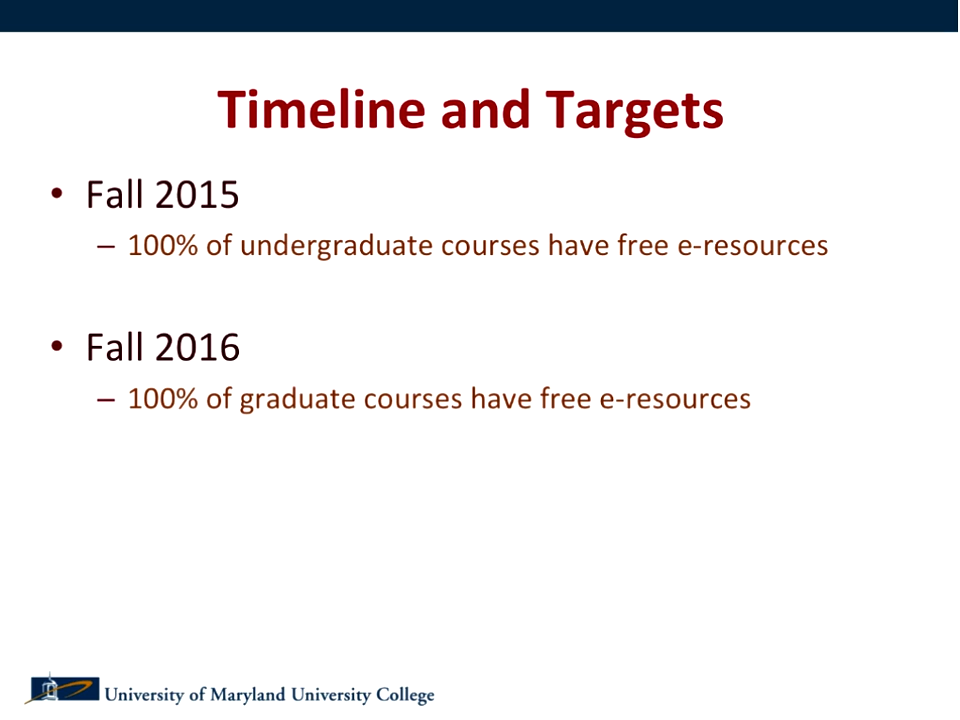 Timeline and Targets
• Fall 2015
– 100% of undergraduate courses have free e-resources
• Fall 2016
– 100% of graduate courses have free e-resources
University of Maryland University College